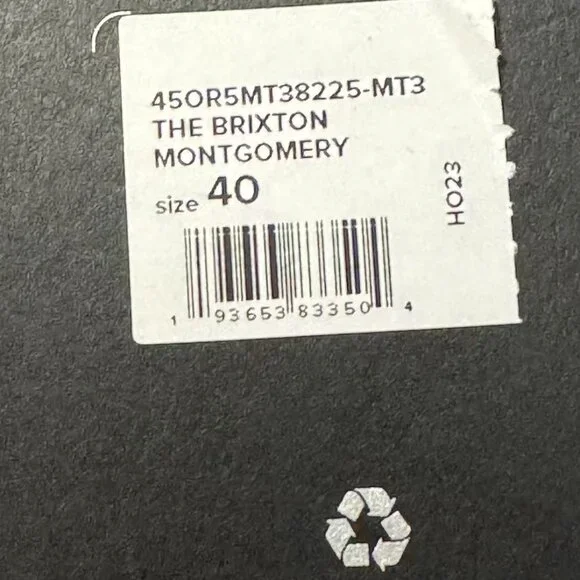 45OR5MT38225-MT3
THE BRIXTON
MONTGOMERY
size 40
HO23
1 93653 83350 4